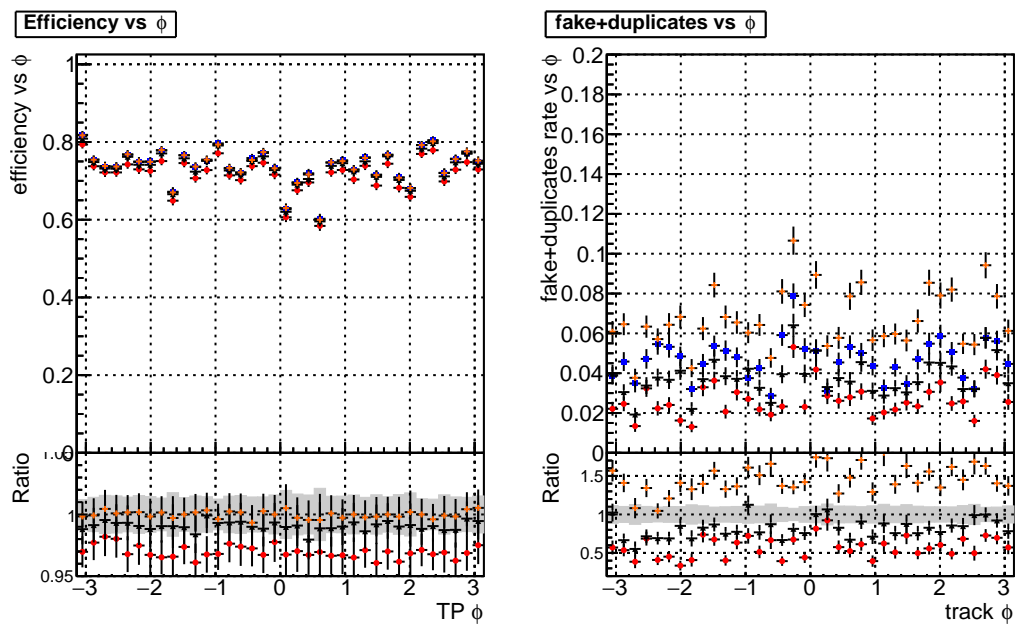 Efficiency vs ϕ
efficiency vs ϕ
1
0.8
0.6
0.4
0.2
0
Ratio
1
0.95
−3 −2 −1 0 1 2 3
TP ϕ
fake+duplicates vs ϕ
fake+duplicates rate vs ϕ
0.2
0.18
0.16
0.14
0.12
0.1
0.08
0.06
0.04
0.02
0
Ratio
1.5
1
0.5
−3 −2 −1 0 1 2 3
track ϕ